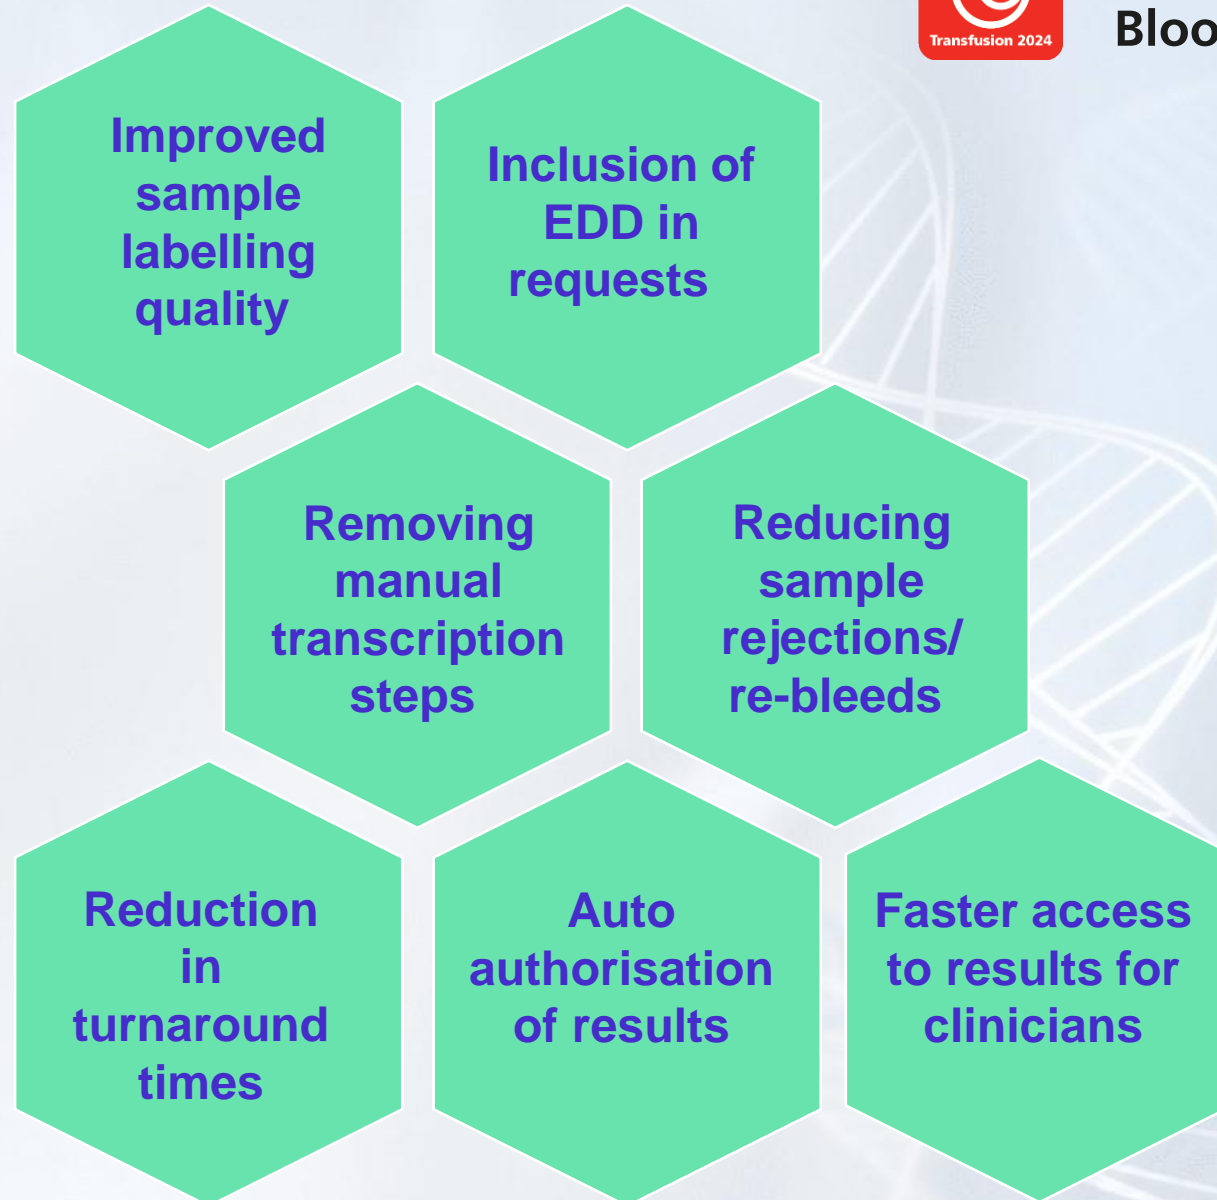 Transfusion 2024
Improved
sample
labelling
quality
Inclusion of
EDD in
requests
Removing
manual
transcription
steps
Reducing
sample
rejections/
re-bleeds
Reduction
in
turnaround
times
Auto
authorisation
of results
Faster access
to results for
clinicians